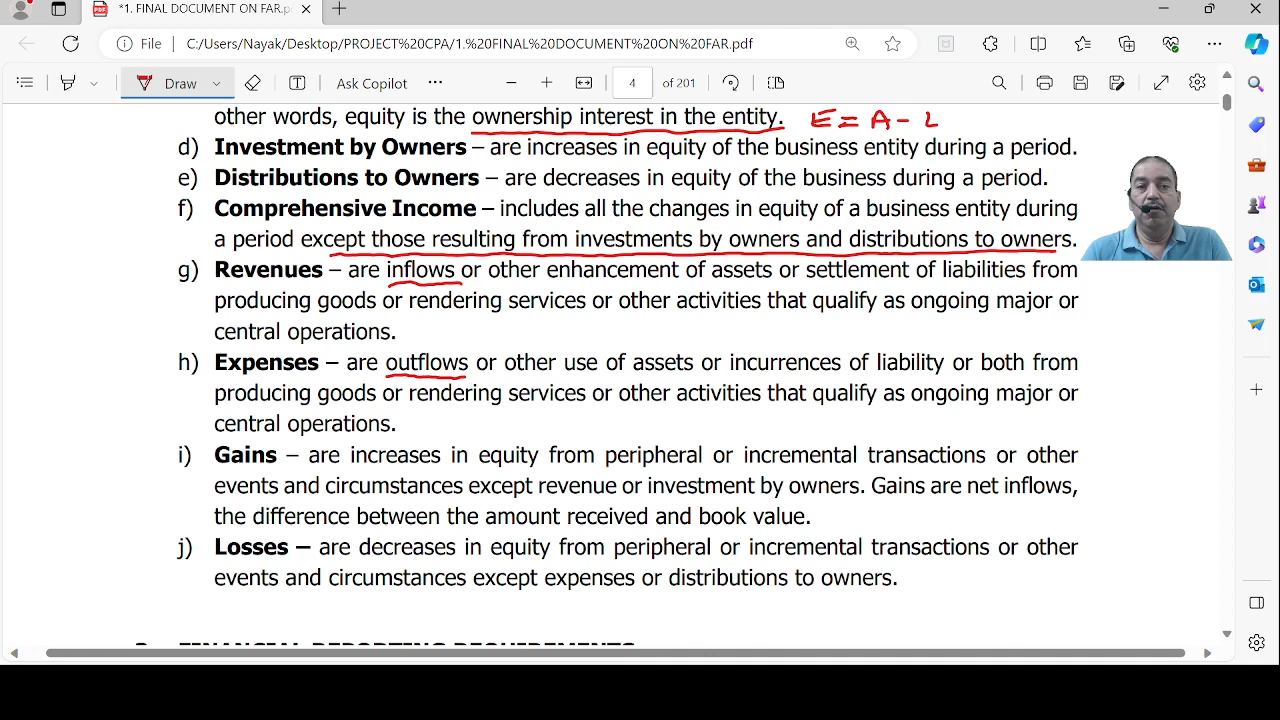 *1. FINAL DOCUMENT ON FAR.p
File
C:/Users/Nayak/Desktop/PROJECT%20CPA/1.%20FINAL%20DOCUMENT%20ON%20FAR.pdf
Draw
Ask Copilot
4 of 201
other words, equity is the ownership interest in the entity. E = A - L
d) Investment by Owners – are increases in equity of the business entity during a period.
e) Distributions to Owners – are decreases in equity of the business during a period.
f) Comprehensive Income – includes all the changes in equity of a business entity during
a period except those resulting from investments by owners and distributions to owners.
g) Revenues – are inflows or other enhancement of assets or settlement of liabilities from
producing goods or rendering services or other activities that qualify as ongoing major or
central operations.
h) Expenses – are outflows or other use of assets or incurrences of liability or both from
producing goods or rendering services or other activities that qualify as ongoing major or
central operations.
i) Gains – are increases in equity from peripheral or incremental transactions or other
events and circumstances except revenue or investment by owners. Gains are net inflows,
the difference between the amount received and book value.
j) Losses – are decreases in equity from peripheral or incremental transactions or other
events and circumstances except expenses or distributions to owners.
FINANCIAL REPORTING REQUIREMENTS